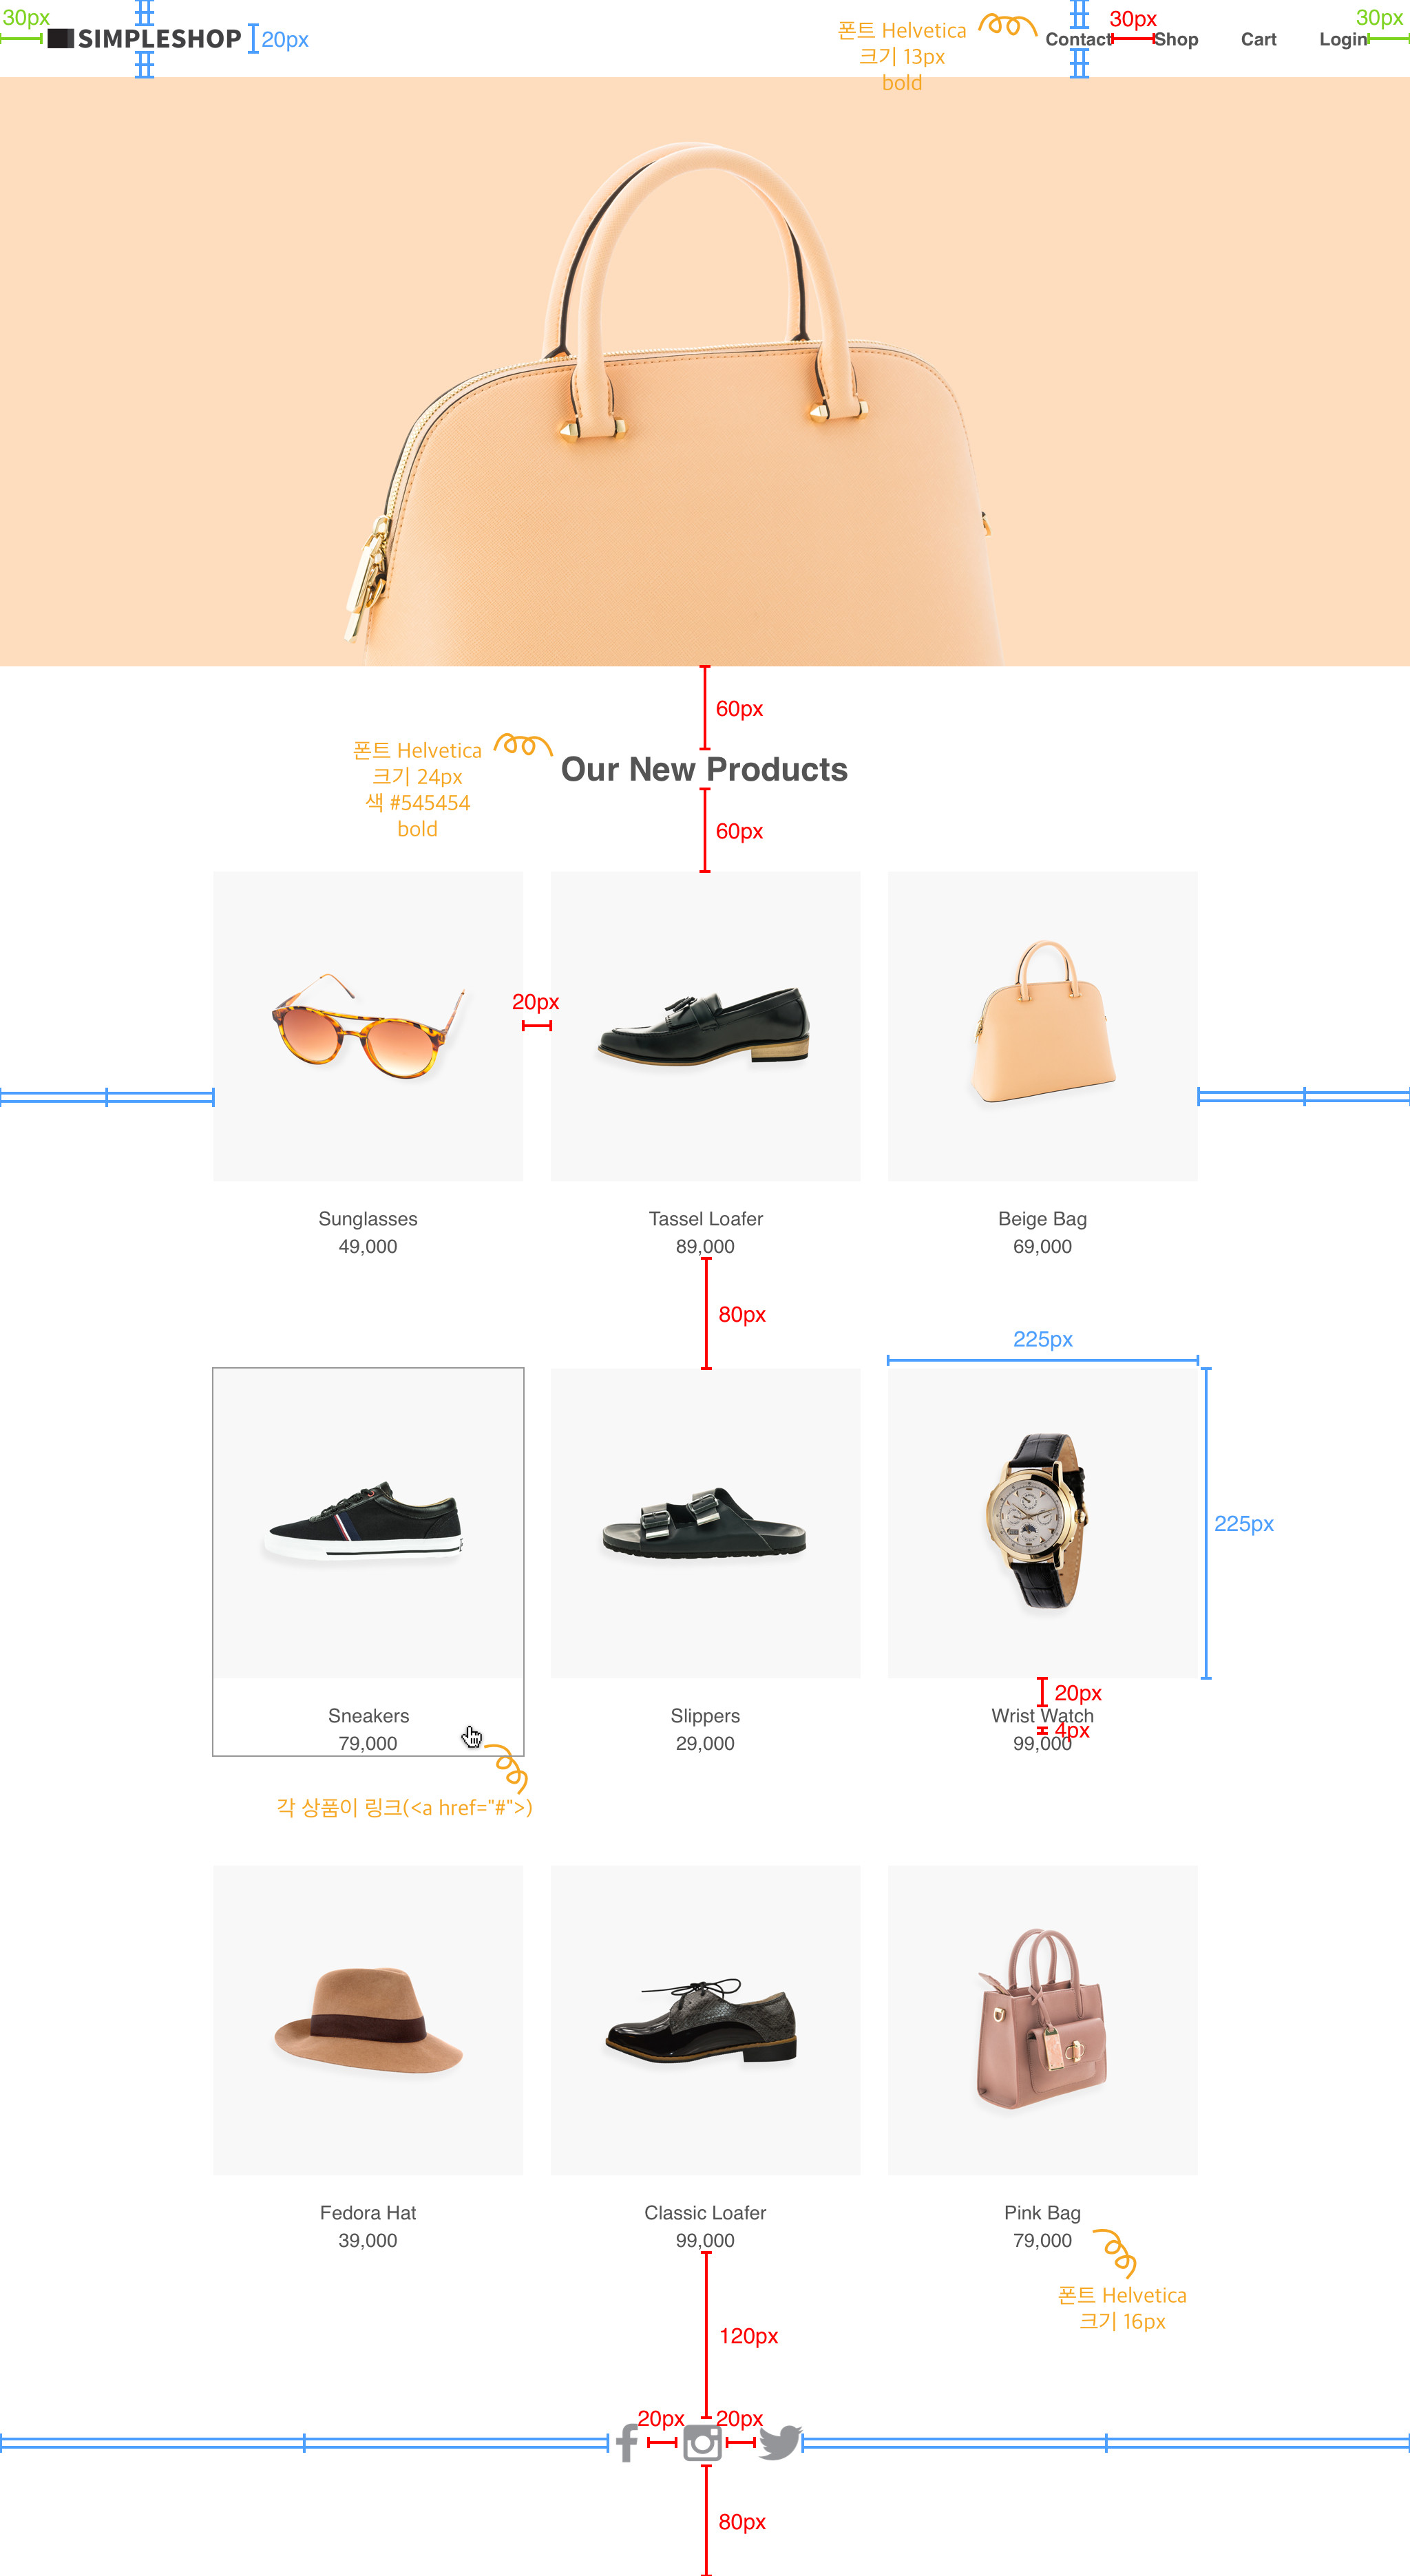 30px
SIMPLESHOP
20px
폰트 Helvetica
크기 13px
bold
30px
30px
Contact
Shop
Cart
Login
60px
폰트 Helvetica
크기 24px
색 #545454
bold
Our New Products
60px
20px
Sunglasses
49,000
Tassel Loafer
89,000
Beige Bag
69,000
80px
225px
225px
Sneakers
79,000
Slippers
29,000
20px
Wrist Watch
4px
99,000
각 상품이 링크(<a href="#">)
Fedora Hat
39,000
Classic Loafer
99,000
Pink Bag
79,000
폰트 Helvetica
크기 16px
120px
20px
20px
80px